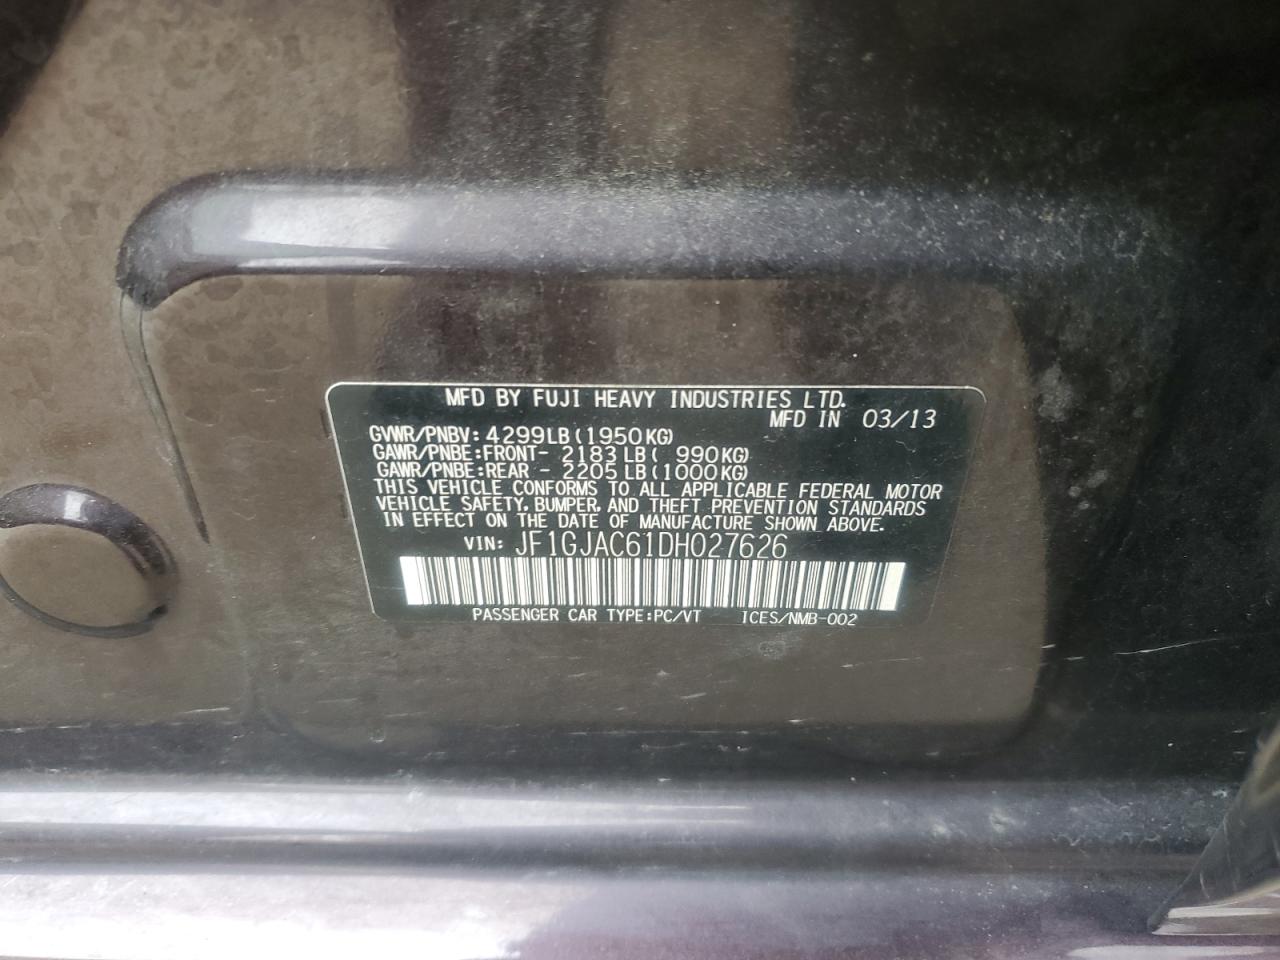 MFD BY FUJI HEAVY INDUSTRIES LTD.
MFD IN 03/13
GVWR/PNBV: 4299LB(1950KG)
GAWR/PNBE:FRONT- 2183LB( 990KG)
GAWR/PNBE:REAR - 2205LB(1000KG)
THIS VEHICLE CONFORMS TO ALL APPLICABLE FEDERAL MOTOR
VEHICLE SAFETY, BUMPER, AND THEFT PREVENTION STANDARDS
IN EFFECT ON THE DATE OF MANUFACTURE SHOWN ABOVE.
VIN: JF1GJAC61DH027626
PASSENGER CAR TYPE:PC/VT ICES/NMB-002